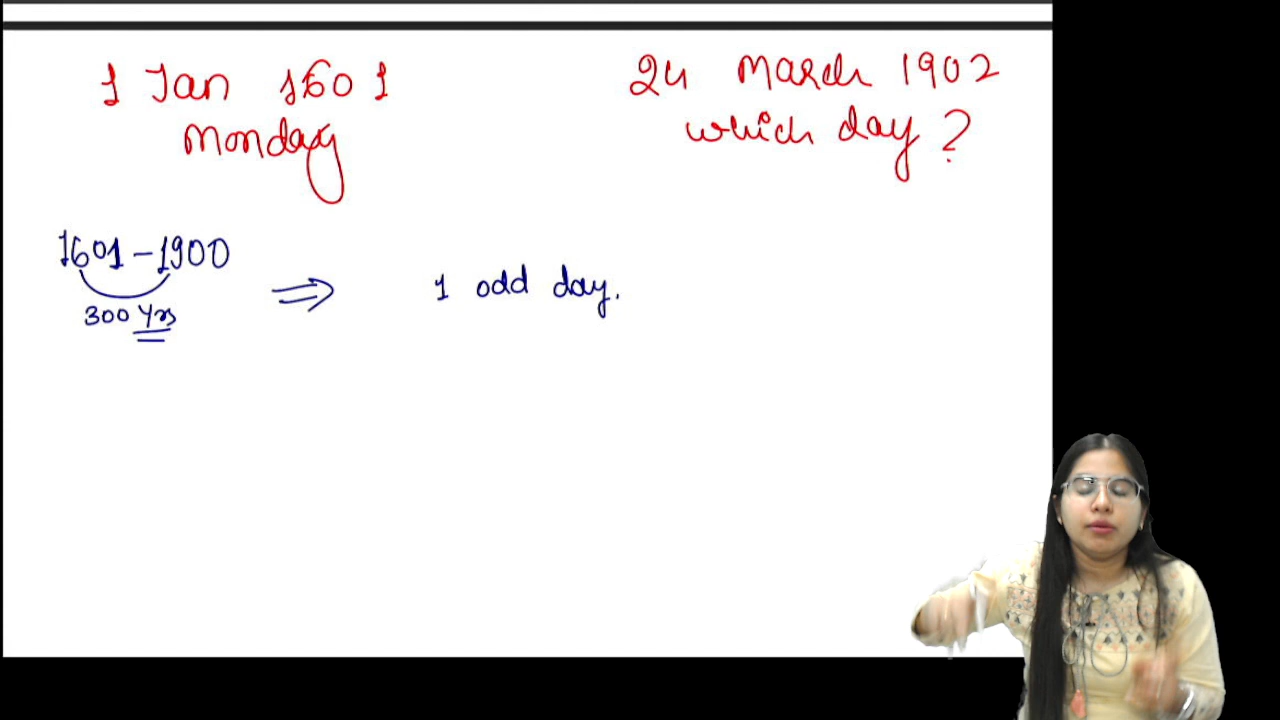 1 Jan 1601
Monday
24 March 1902
which day ?
1601 - 1900
300 Yrs
⇒ 1 odd day.